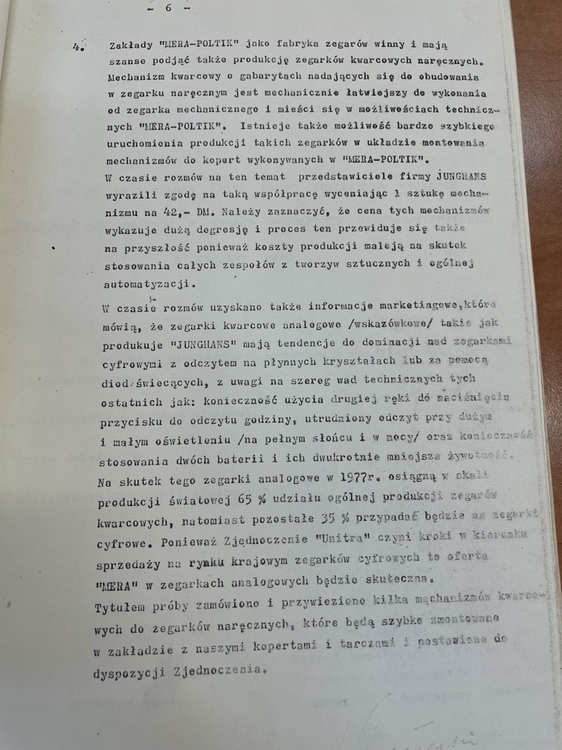 - 6 -
4. Zakłady "MERA-POLTIK" jako fabryka zegarów winny i mają
szanse podjąć także produkcję zegarków kwarcowych naręcznych.
Mechanizm kwarcowy o gabarytach nadających się do obudowania
w zegarku naręcznym jest mechanicznie łatwiejszy do wykonania
od zegarka mechanicznego i mieści się w możliwościach technicz-
nych "MERA-POLTIK". Istnieje także możliwość bardzo szybkiego
uruchomienia produkcji takich zegarków w układzie montowania
mechanizmów do kopert wykonywanych w "MERA-POLTIK".
W czasie rozmów na ten temat przedstawiciele firmy JUNGHANS
wyrazili zgodę na taką współpracę wyceniając 1 sztukę mecha-
nizmu na 42,- DM. Należy zaznaczyć, że cena tych mechanizmów
wykazuje dużą degresję i proces ten przewiduje się także
na przyszłość ponieważ koszty produkcji maleją na skutek
stosowania całych zespołów z tworzyw sztucznych i ogólnej
automatyzacji.
W czasie rozmów uzyskano także informacje marketingowe, które
mówią, że zegarki kwarcowe analogowe /wskazówkowe/ takie jak
produkuje "JUNGHANS" mają tendencje do dominacji nad zegarkami
cyfrowymi z odczytem na płynnych kryształach lub za pomocą
diod świecących, z uwagi na szereg wad technicznych tych
ostatnich jak: konieczność użycia drugiej ręki do naciśnięcia
przycisku do odczytu godziny, utrudniony odczyt przy dużym
i małym oświetleniu /na pełnym słońcu i w nocy/ oraz konieczność
stosowania dwóch baterii i ich dwukrotnie mniejsza żywotność.
Na skutek tego zegarki analogowe w 1977r. osiągną w skali
produkcji światowej 65 % udziału ogólnej produkcji zegarów
kwarcowych, natomiast pozostałe 35 % przypadać będzie na zegarki
cyfrowe. Ponieważ Zjednoczenie "Unitra" czyni kroki w kierunku
sprzedaży na rynku krajowym zegarków cyfrowych to oferta
"MERA" w zegarkach analogowych będzie skuteczna.
Tytułem próby zamówiono i przywieziono kilka mechanizmów kwarco-
wych do zegarków naręcznych, które będą szybko zmontowane
w zakładzie z naszymi kopertami i tarczami i postawione do
dyspozycji Zjednoczenia.